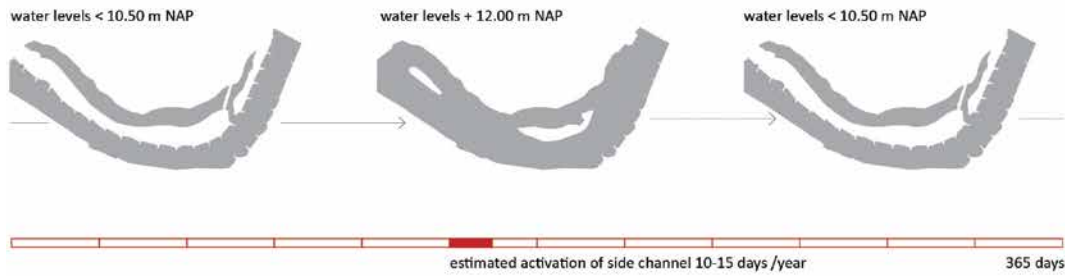 water levels < 10.50 m NAP
water levels + 12.00 m NAP
water levels < 10.50 m NAP
estimated activation of side channel 10-15 days /year
365 days